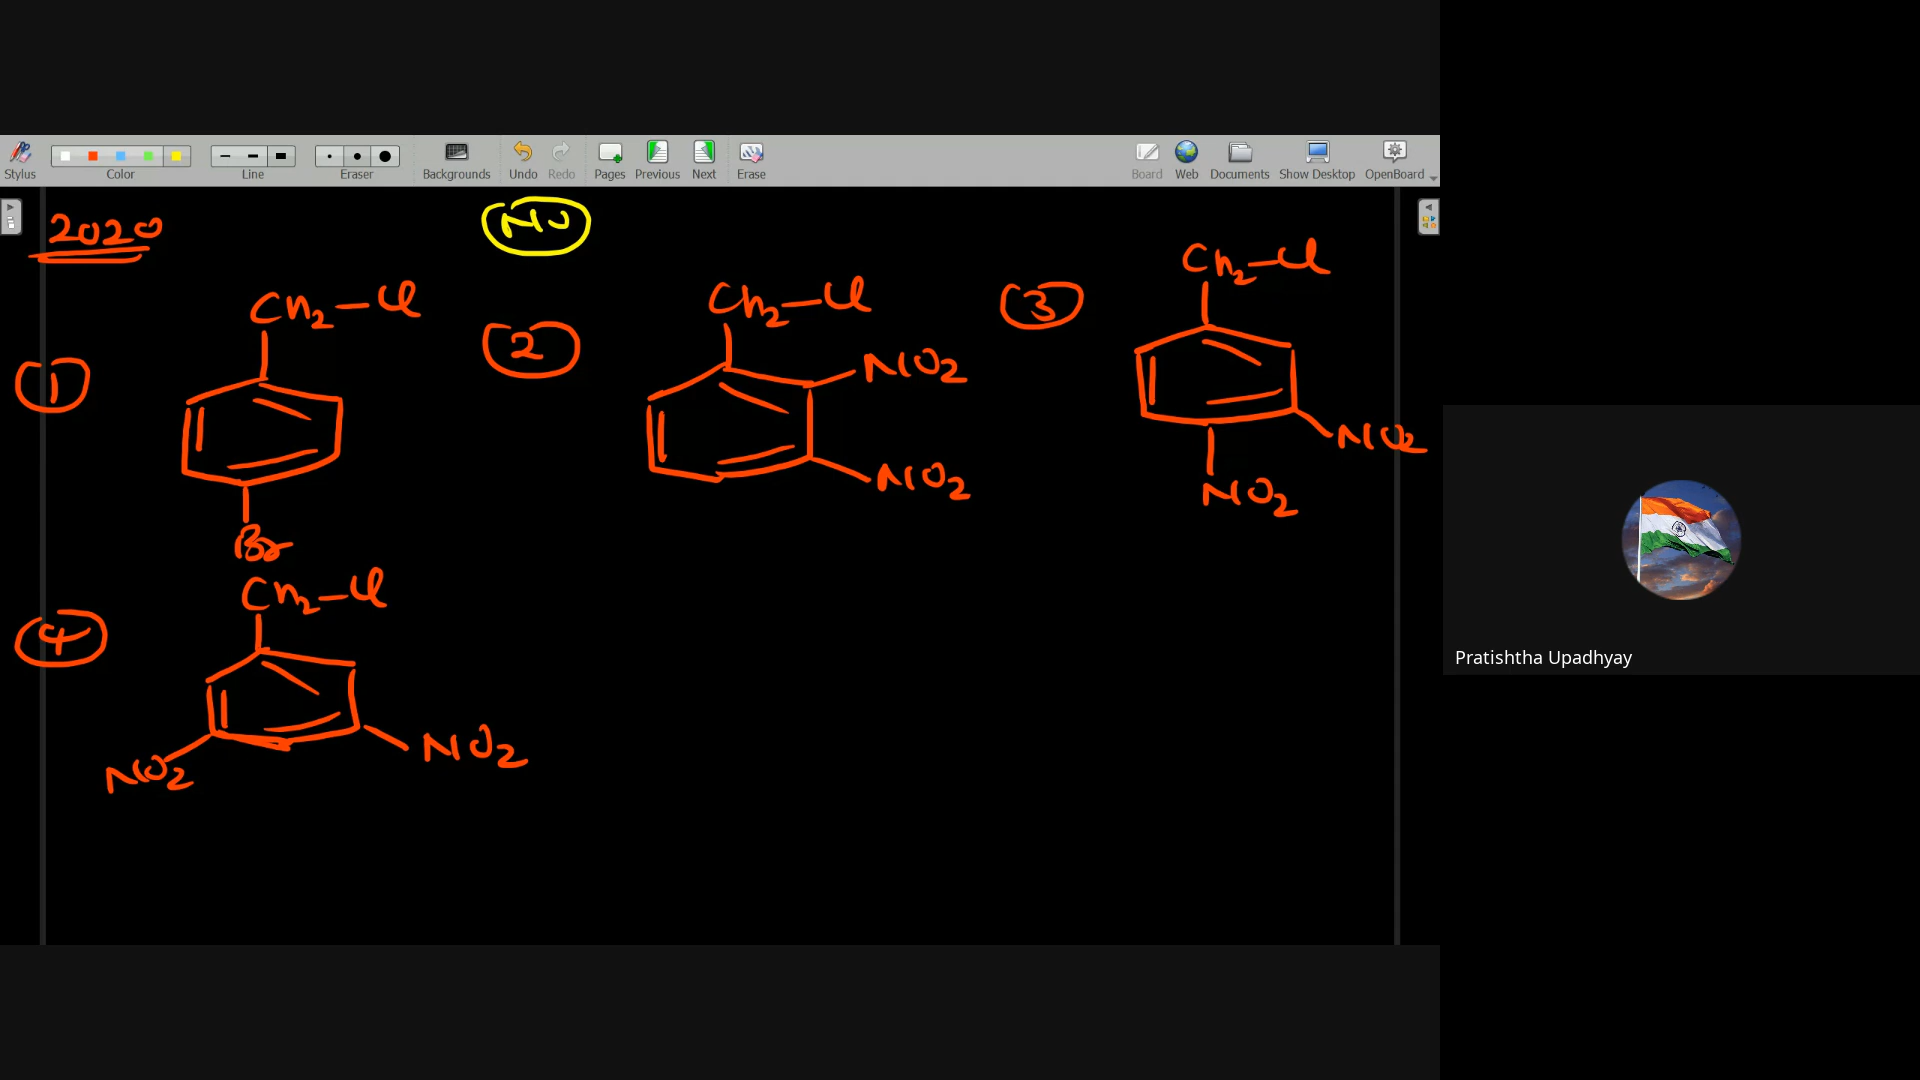 Stylus
Color
Line
Eraser
Backgrounds
Undo
Redo
Pages
Previous
Next
Erase
Board
Web
Documents
Show Desktop
OpenBoard
2020
①
CH2-Cl
Br
②
CH2-Cl
NO2
NO2
③
CH2-Cl
NO2
NO2
④
CH2-Cl
NO2
NO2
Pratishtha Upadhyay